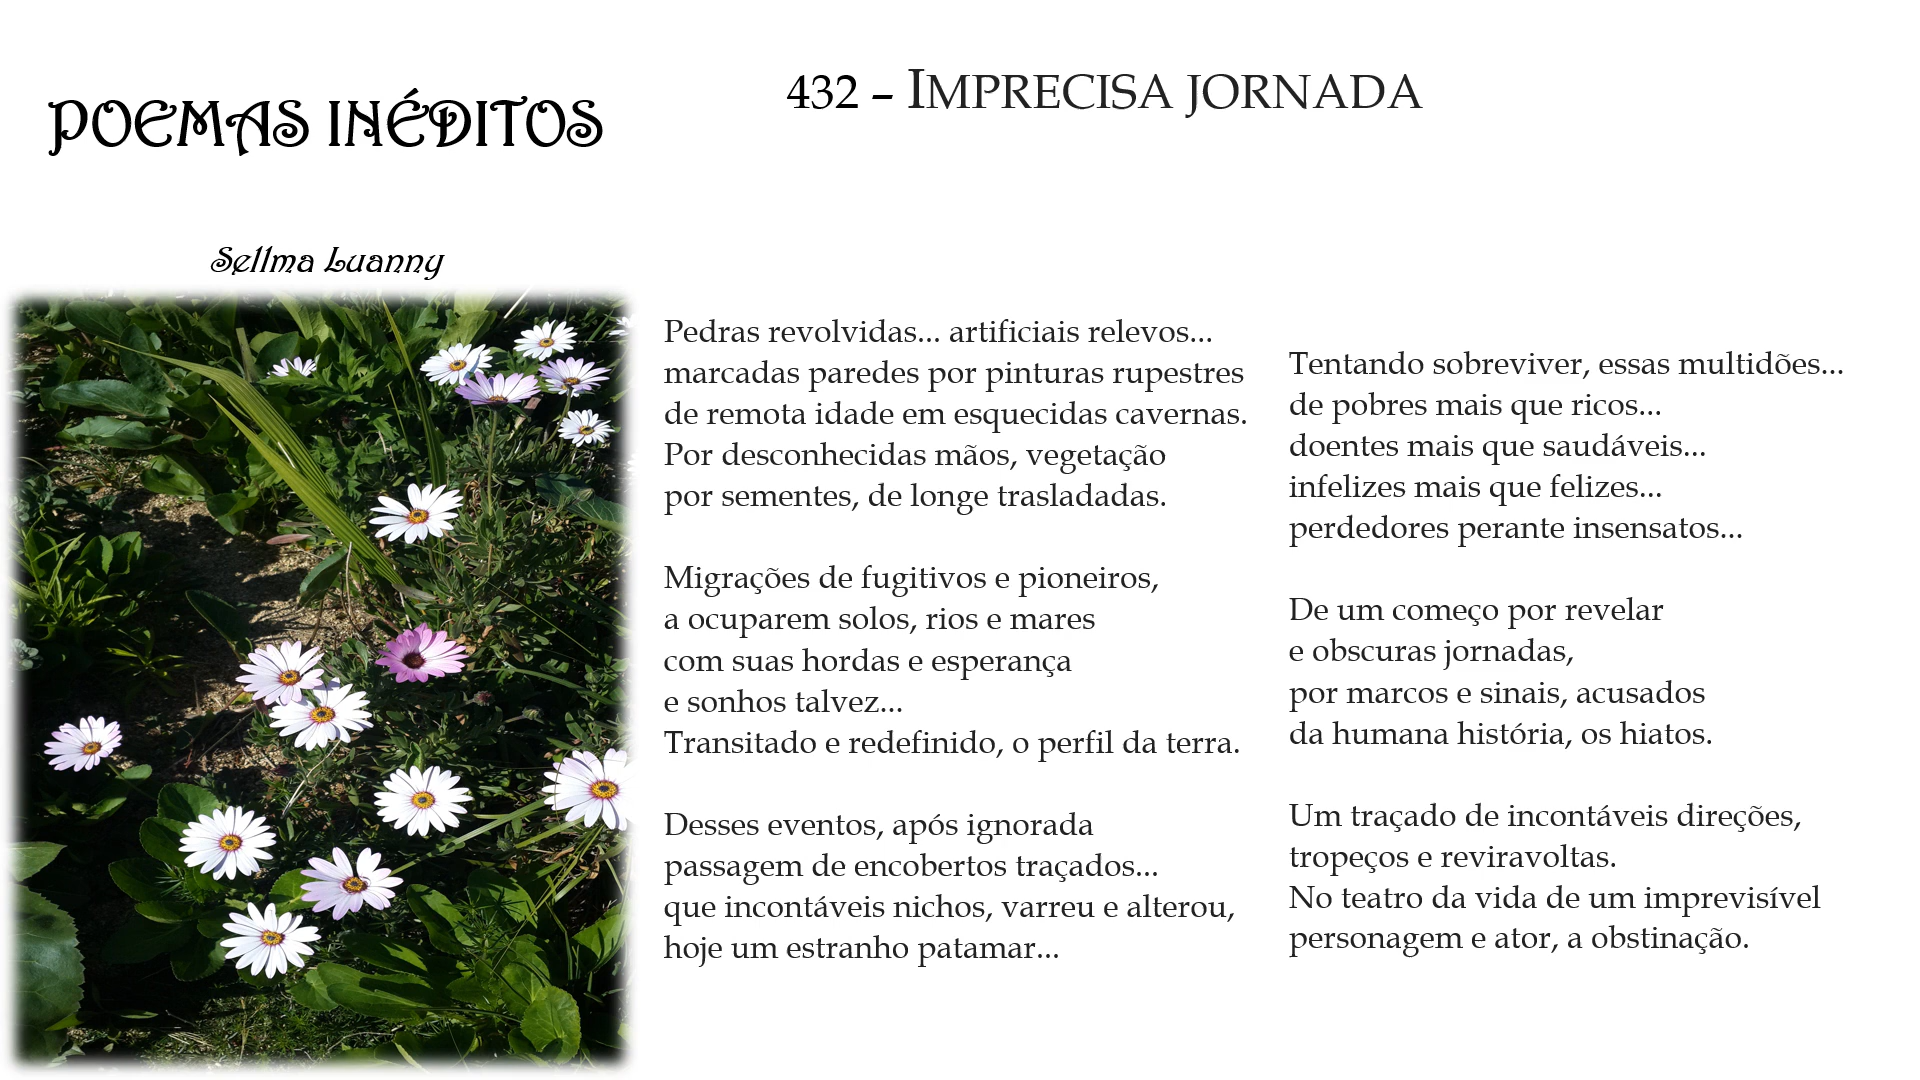 POEMAS INÉDITOS
Sellma Luanny
432 – IMPRECISA JORNADA
Pedras revolvidas... artificiais relevos...
marcadas paredes por pinturas rupestres
de remota idade em esquecidas cavernas.
Por desconhecidas mãos, vegetação
por sementes, de longe trasladadas.
Migrações de fugitivos e pioneiros,
a ocuparem solos, rios e mares
com suas hordas e esperança
e sonhos talvez...
Transitado e redefinido, o perfil da terra.
Desses eventos, após ignorada
passagem de encobertos traçados...
que incontáveis nichos, varreu e alterou,
hoje um estranho patamar...
Tentando sobreviver, essas multidões...
de pobres mais que ricos...
doentes mais que saudáveis...
infelizes mais que felizes...
perdedores perante insensatos...
De um começo por revelar
e obscuras jornadas,
por marcos e sinais, acusados
da humana história, os hiatos.
Um traçado de incontáveis direções,
tropeços e reviravoltas.
No teatro da vida de um imprevisível
personagem e ator, a obstinação.